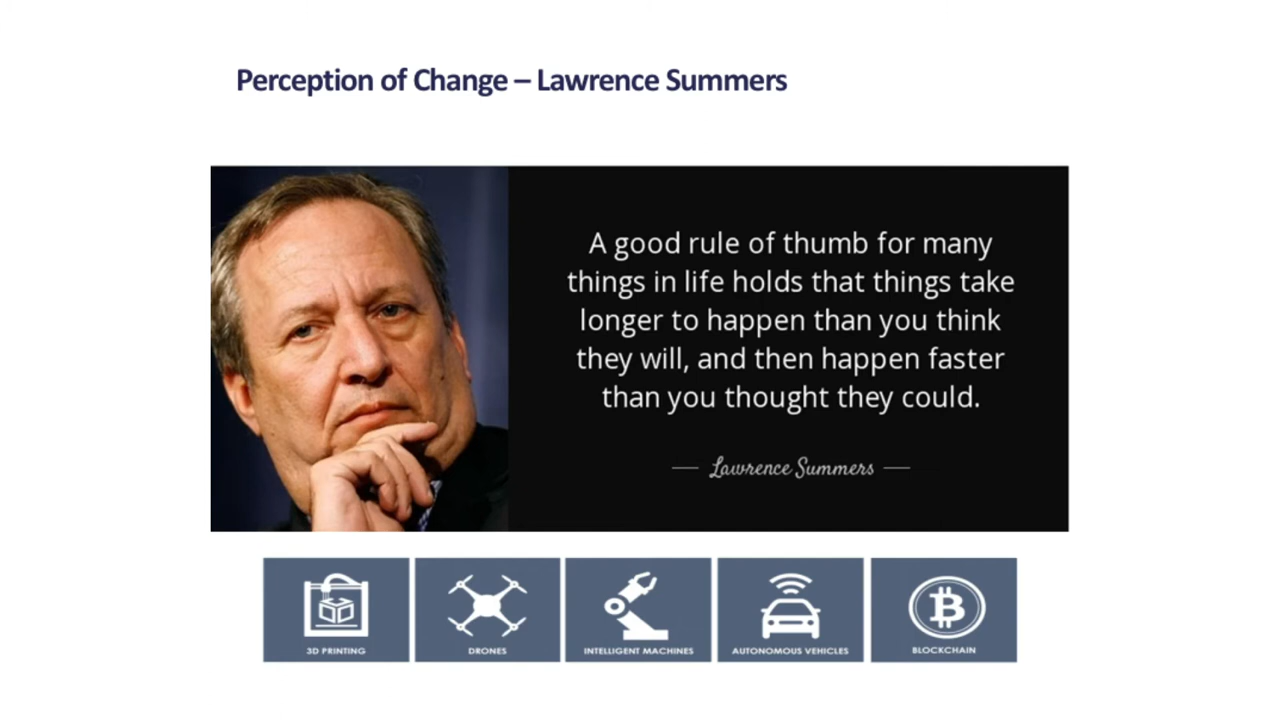 Perception of Change – Lawrence Summers
A good rule of thumb for many
things in life holds that things take
longer to happen than you think
they will, and then happen faster
than you thought they could.
Lawrence Summers
3D PRINTING
DRONES
INTELLIGENT MACHINES
AUTONOMOUS VEHICLES
BLOCKCHAIN